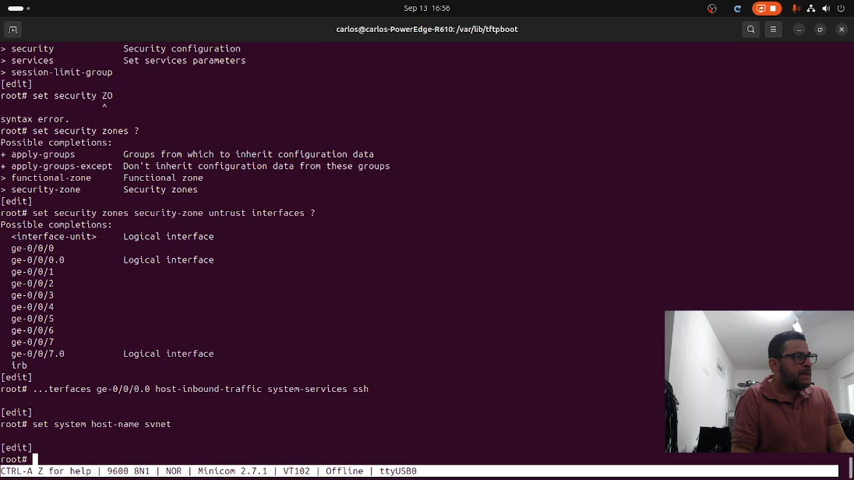 Sep 13 16:56
carlos@carlos-PowerEdge-R610: /var/lib/tftpboot
> security Security configuration
> services Set services parameters
> session-limit-group
[edit]
root# set security ZO
^
syntax error.
root# set security zones ?
Possible completions:
+ apply-groups Groups from which to inherit configuration data
+ apply-groups-except Don't inherit configuration data from these groups
> functional-zone Functional zone
> security-zone Security zones
[edit]
root# set security zones security-zone untrust interfaces ?
Possible completions:
<interface-unit> Logical interface
ge-0/0/0
ge-0/0/0.0 Logical interface
ge-0/0/1
ge-0/0/2
ge-0/0/3
ge-0/0/4
ge-0/0/5
ge-0/0/6
ge-0/0/7
ge-0/0/7.0 Logical interface
irb
[edit]
root# ...terfaces ge-0/0/0.0 host-inbound-traffic system-services ssh
[edit]
root# set system host-name svnet
[edit]
root#
CTRL-A Z for help | 9600 8N1 | NOR | Minicom 2.7.1 | VT102 | Offline | ttyUSB0